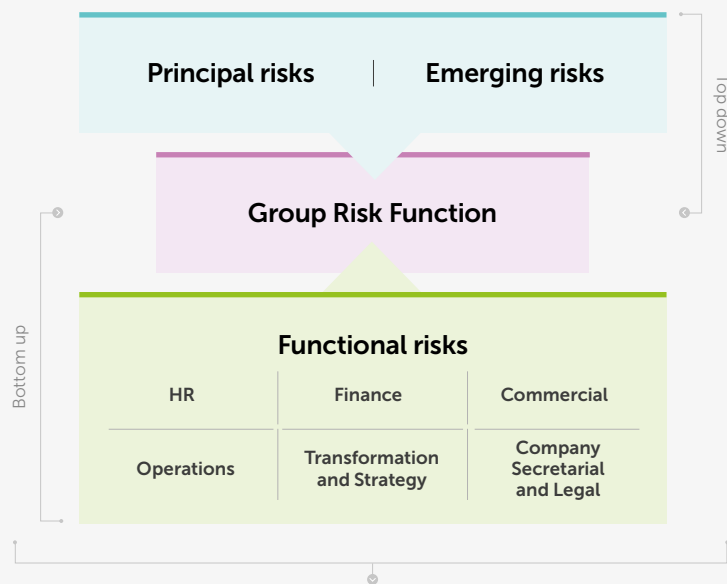 Principal risks
Emerging risks
Top down
Group Risk Function
Bottom up
Functional risks
HR
Finance
Commercial
Operations
Transformation
and Strategy
Company
Secretarial
and Legal